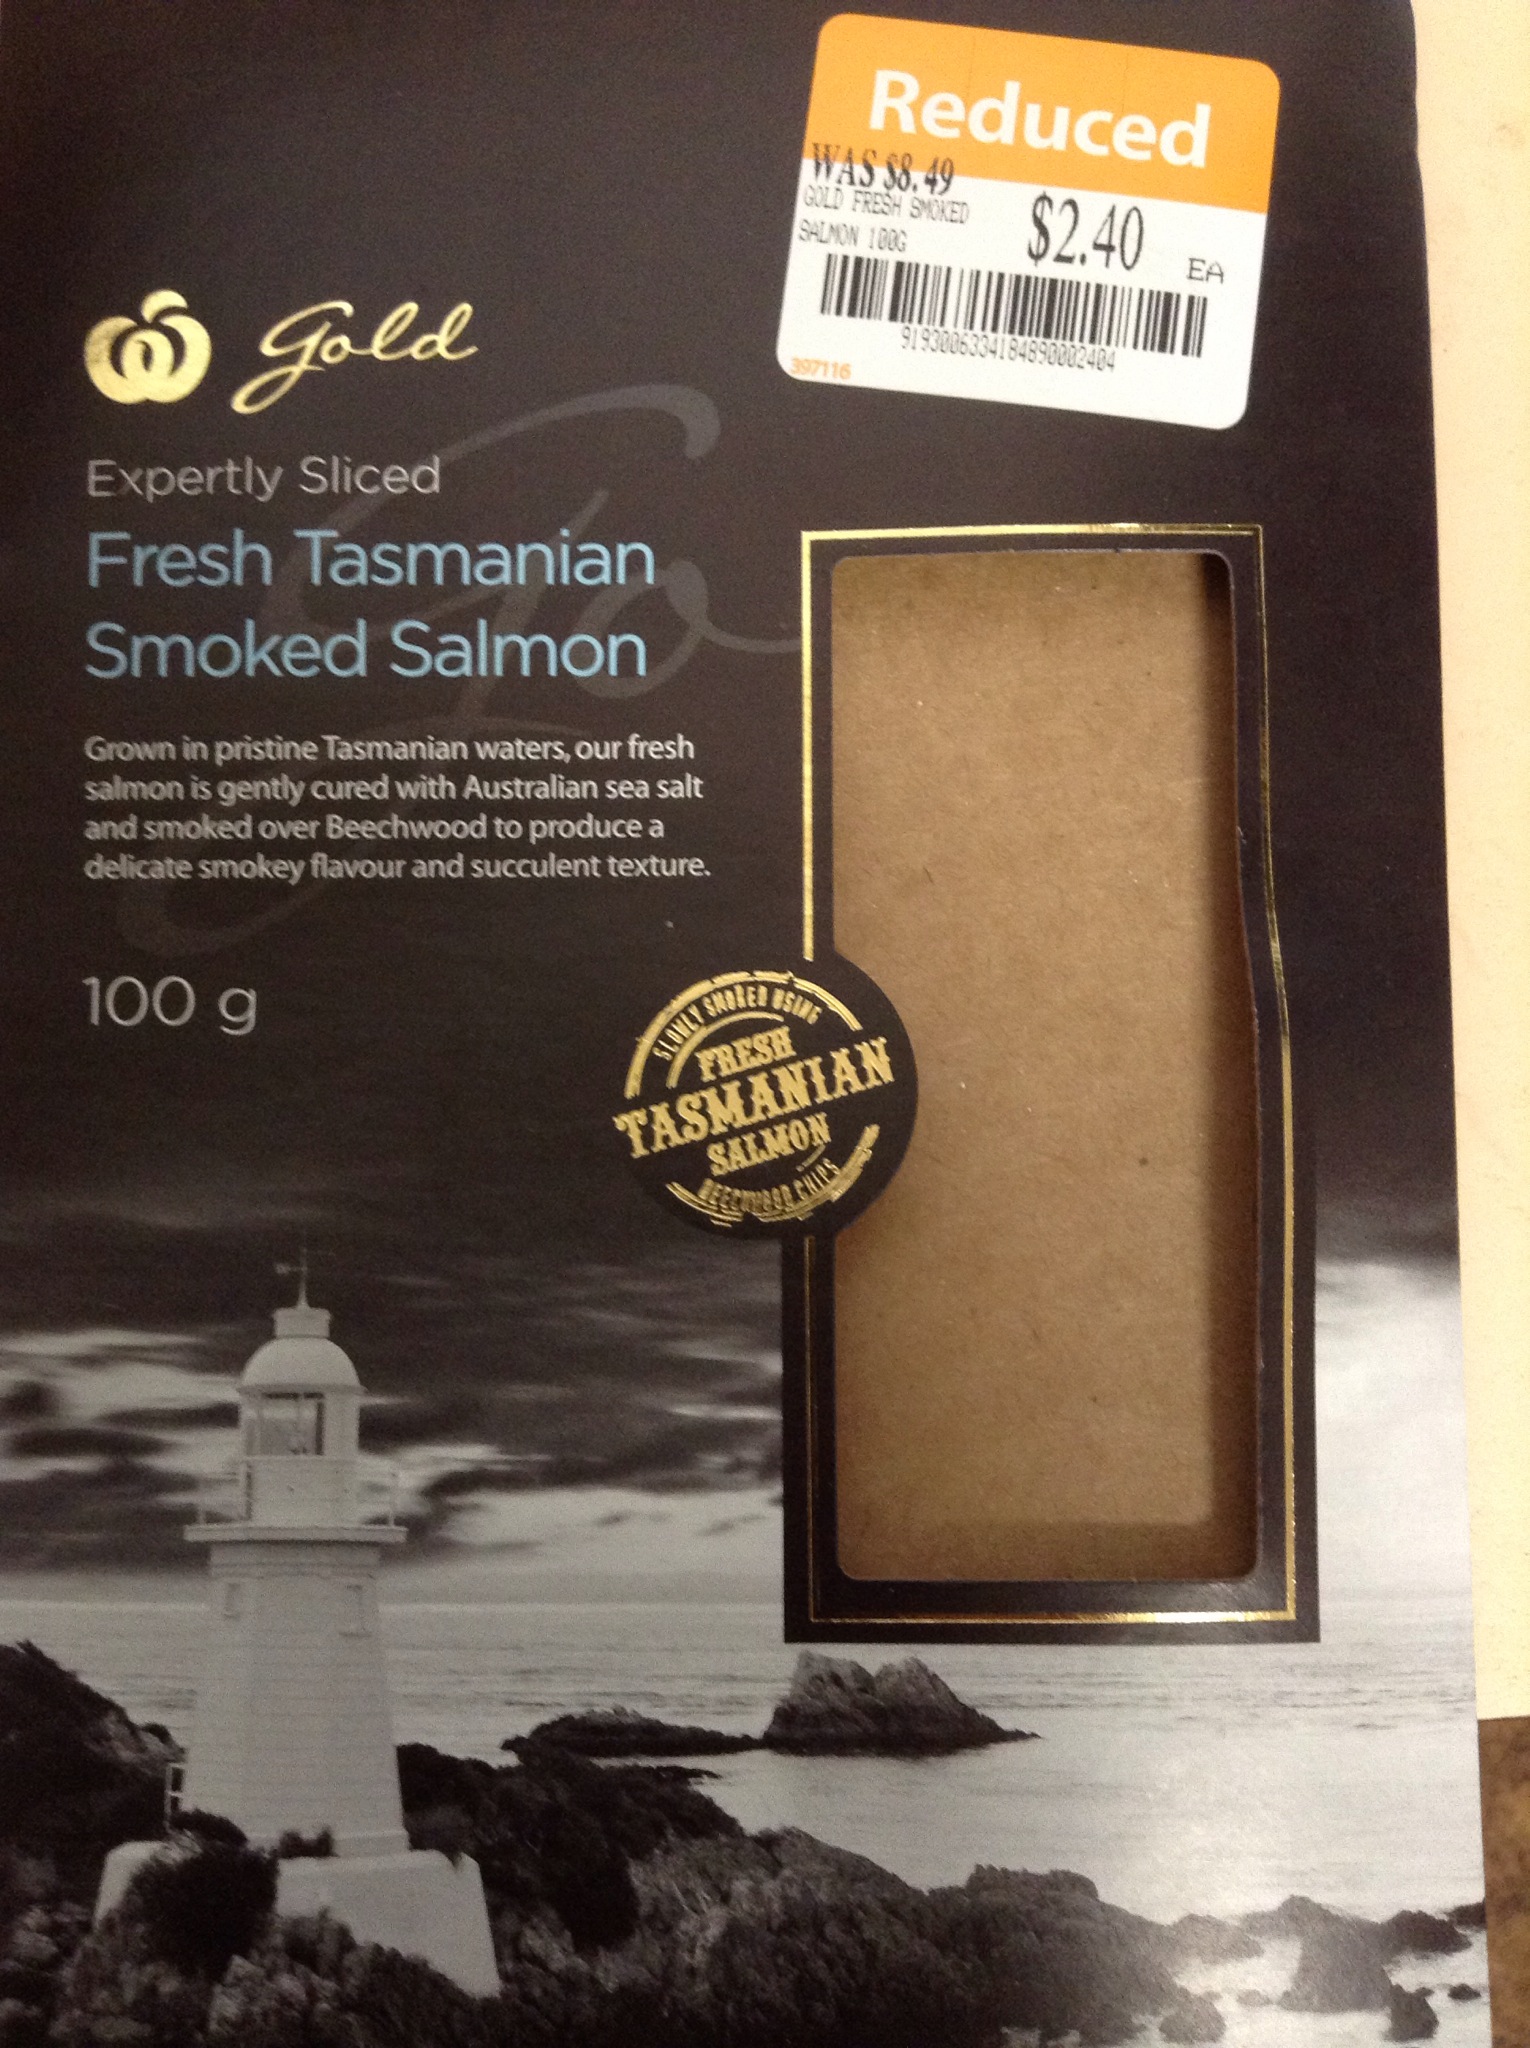 Reduced
WAS $8.49
GOLD FRESH SMOKED
SALMON 100G
$2.40 EA
9193006334184890002404
397116
Gold
Expertly Sliced
Fresh Tasmanian
Smoked Salmon
Grown in pristine Tasmanian waters, our fresh
salmon is gently cured with Australian sea salt
and smoked over Beechwood to produce a
delicate smokey flavour and succulent texture.
100 g
SLOWLY SMOKED USING
FRESH
TASMANIAN
SALMON
BEECHWOOD CHIPS
go